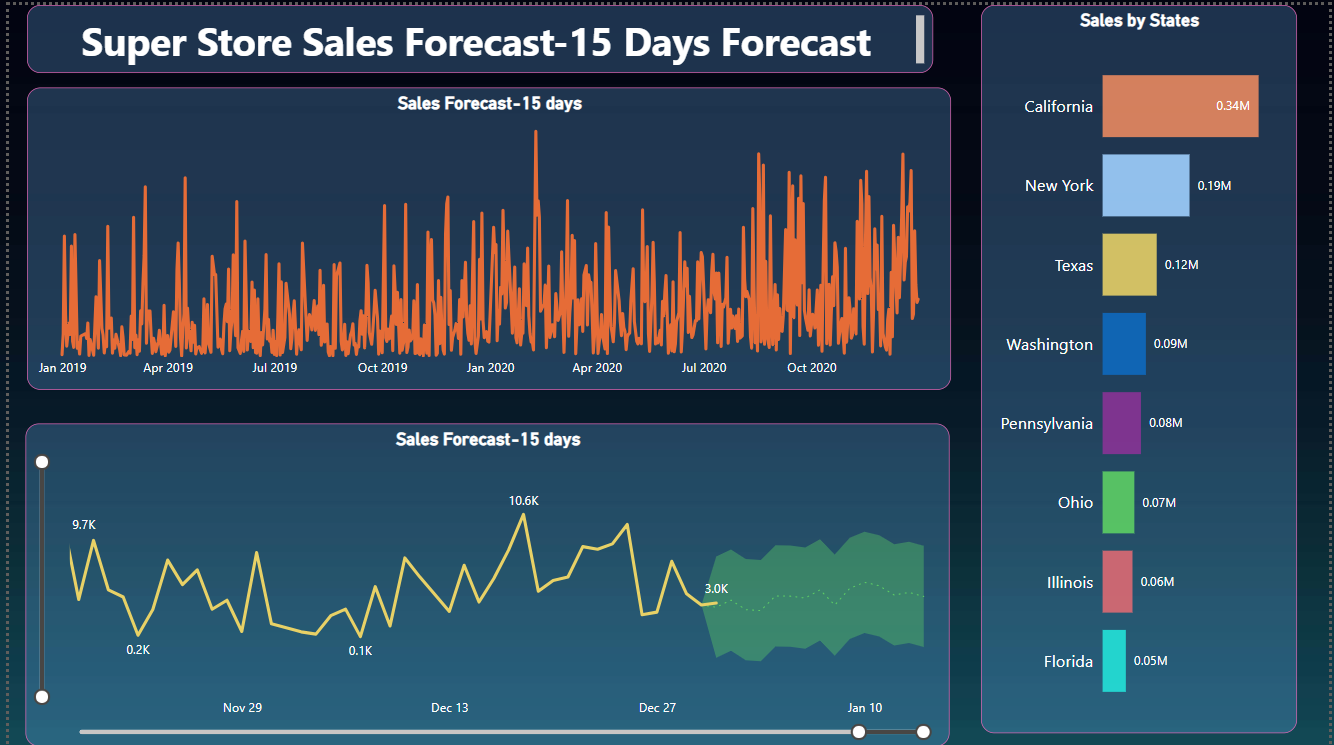 Super Store Sales Forecast-15 Days Forecast
Sales Forecast-15 days
Jan 2019 Apr 2019 Jul 2019 Oct 2019 Jan 2020 Apr 2020 Jul 2020 Oct 2020
Sales Forecast-15 days
10.6K
9.7K
3.0K
0.2K
0.1K
Nov 29 Dec 13 Dec 27 Jan 10
Sales by States
California 0.34M
New York 0.19M
Texas 0.12M
Washington 0.09M
Pennsylvania 0.08M
Ohio 0.07M
Illinois 0.06M
Florida 0.05M